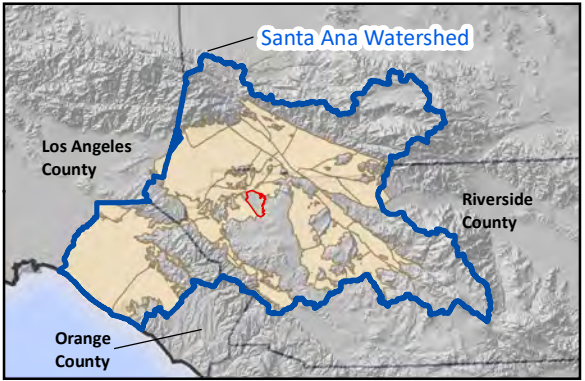 Santa Ana Watershed
Los Angeles
County
Riverside
County
Orange
County